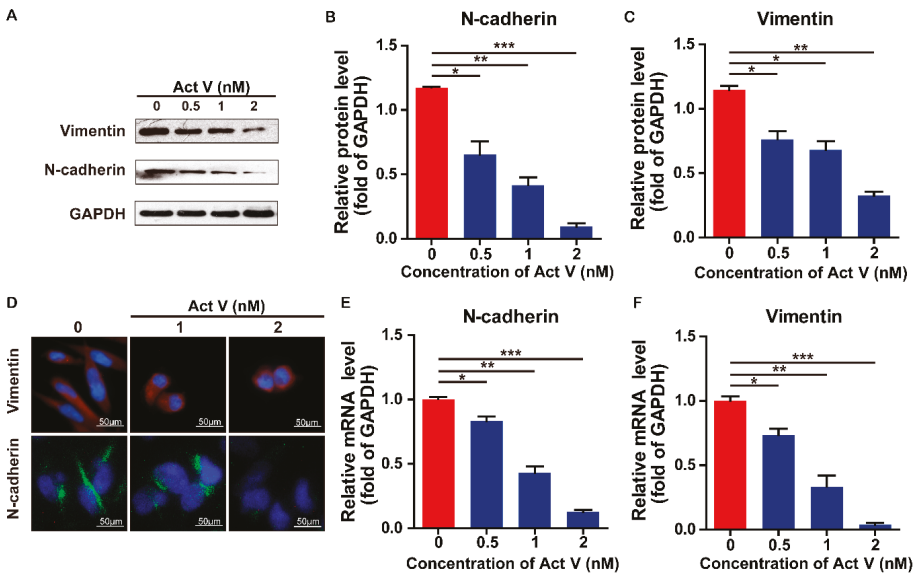 A
Act V (nM)
0 0.5 1 2
Vimentin
N-cadherin
GAPDH
B
N-cadherin
Relative protein level
(fold of GAPDH)
1.5
1.0
0.5
0.0
***
**
*
0 0.5 1 2
Concentration of Act V (nM)
C
Vimentin
Relative protein level
(fold of GAPDH)
1.5
1.0
0.5
0.0
**
*
*
0 0.5 1 2
Concentration of Act V (nM)
D
Act V (nM)
0 1 2
Vimentin
50μm 50μm 50μm
N-cadherin
50μm 50μm 50μm
E
N-cadherin
Relative mRNA level
(fold of GAPDH)
1.5
1.0
0.5
0.0
***
**
*
0 0.5 1 2
Concentration of Act V (nM)
F
Vimentin
Relative mRNA level
(fold of GAPDH)
1.5
1.0
0.5
0.0
***
**
*
0 0.5 1 2
Concentration of Act V (nM)